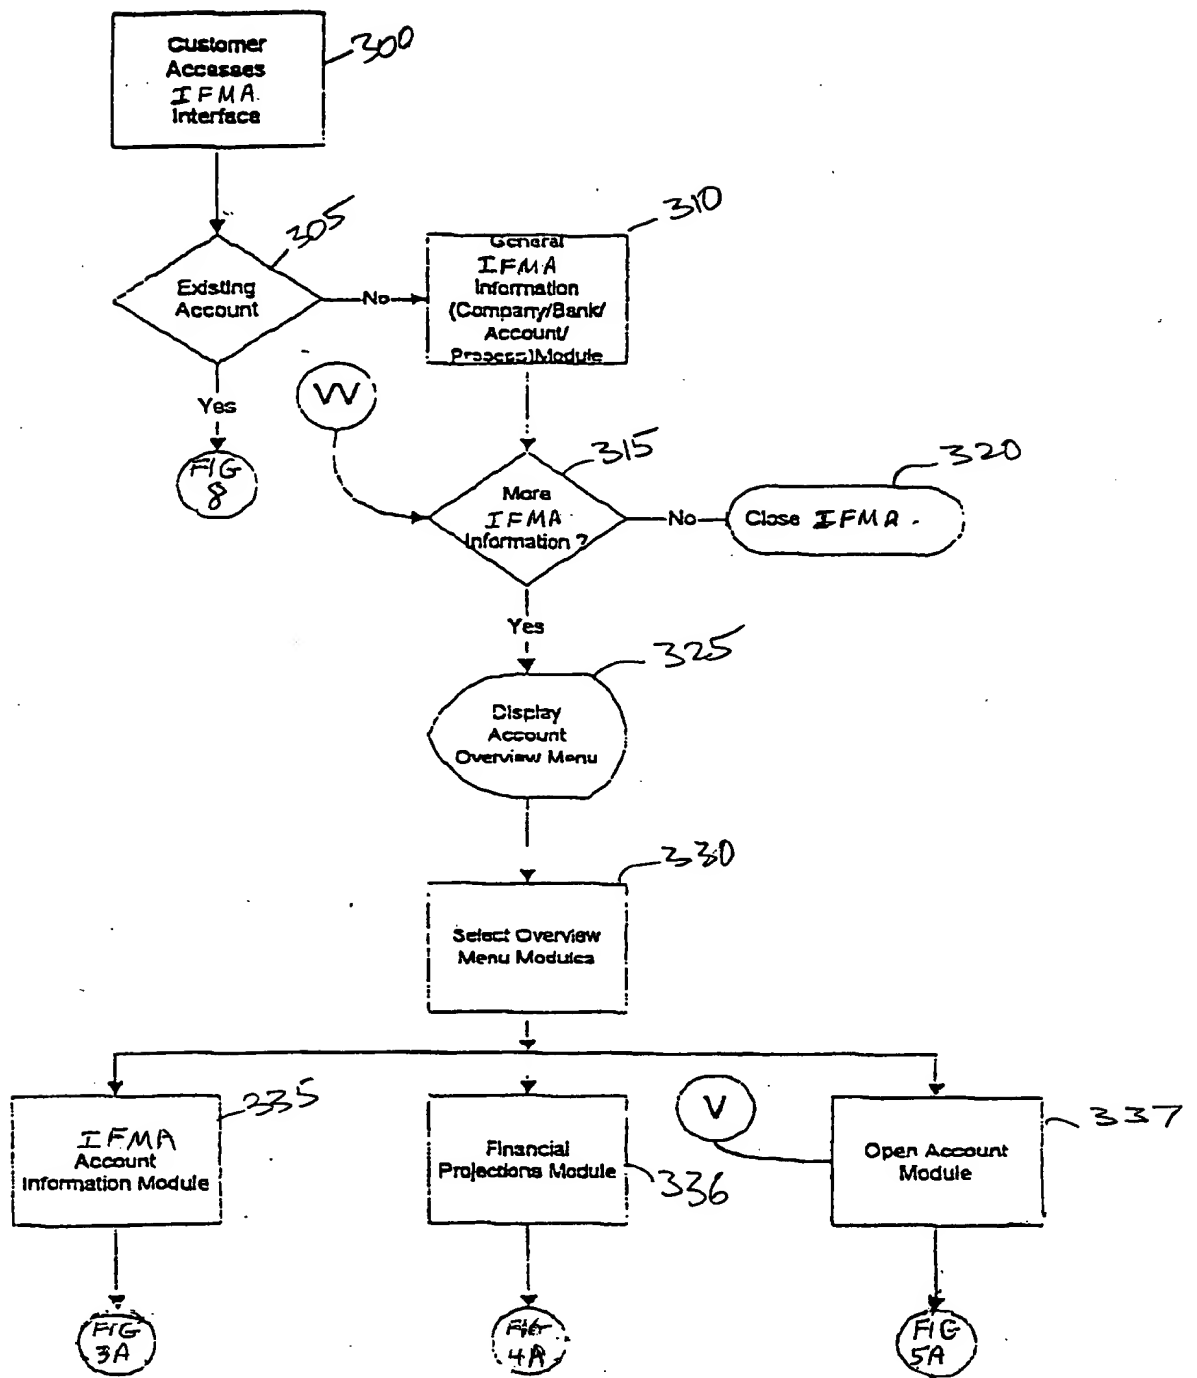 Customer
Accesses
IFMA
Interface
300
305
Existing
Account
No
310
General
IFMA
Information
(Company/Bank/
Account/
Process)Module
Yes
FIG
8
VV
315
More
IFMA
Information ?
No
320
Close IFMA.
Yes
325
Display
Account
Overview Menu
330
Select Overview
Menu Modules
335
IFMA
Account
Information Module
Financial
Projections Module
336
V
337
Open Account
Module
FIG
3A
FIG
4A
FIG
5A